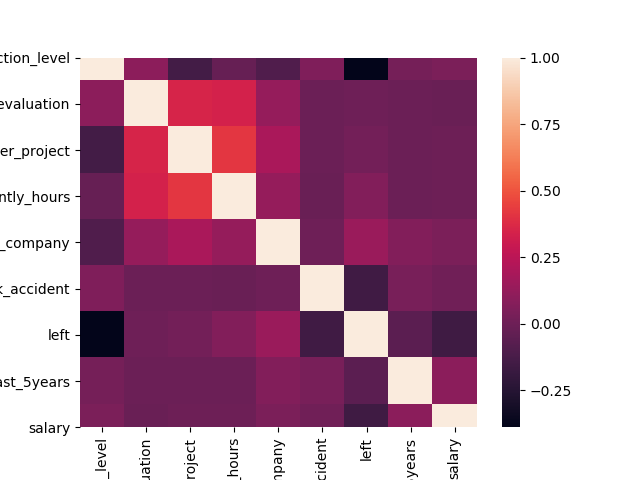 ction_level
evaluation
er_project
ntly_hours
_company
k_accident
left
ast_5years
salary
_level
uation
roject
_hours
mpany
cident
left
years
salary
1.00
0.75
0.50
0.25
0.00
−0.25